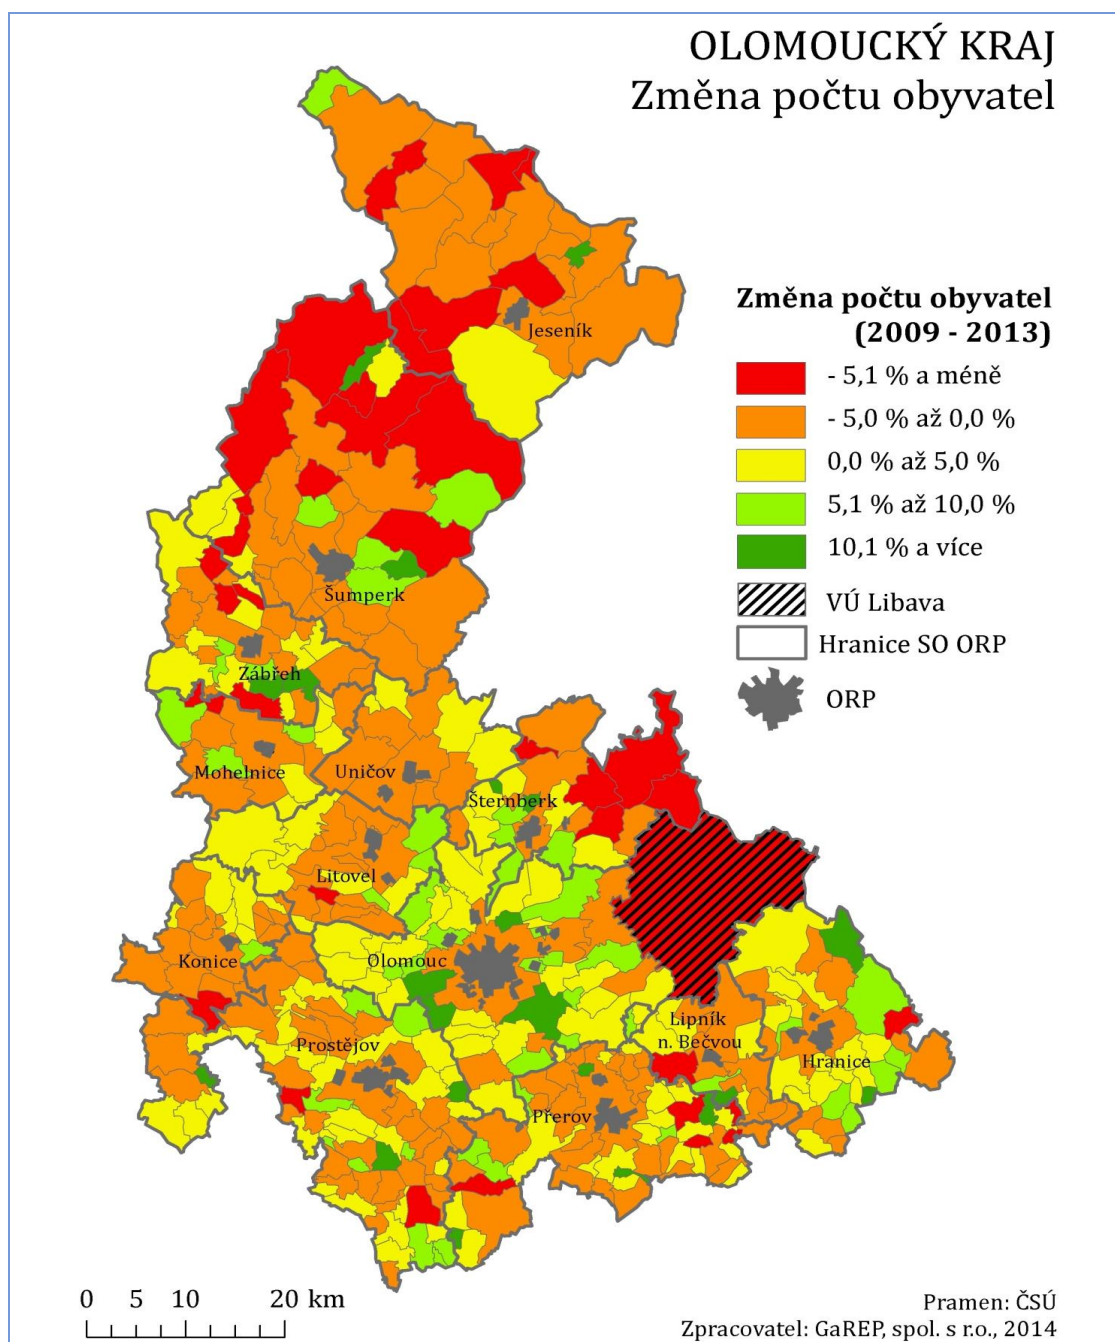 OLOMOUCKÝ KRAJ
Změna počtu obyvatel
Změna počtu obyvatel
(2009 - 2013)
- 5,1 % a méně
- 5,0 % až 0,0 %
0,0 % až 5,0 %
5,1 % až 10,0 %
10,1 % a více
VÚ Libava
Hranice SO ORP
ORP
Jeseník
Šumperk
Zábřeh
Mohelnice
Uničov
Šternberk
Litovel
Konice
Olomouc
Lipník
n. Bečvou
Hranice
Prostějov
Přerov
0 5 10 20 km
Pramen: ČSÚ
Zpracovatel: GaREP, spol. s r.o., 2014